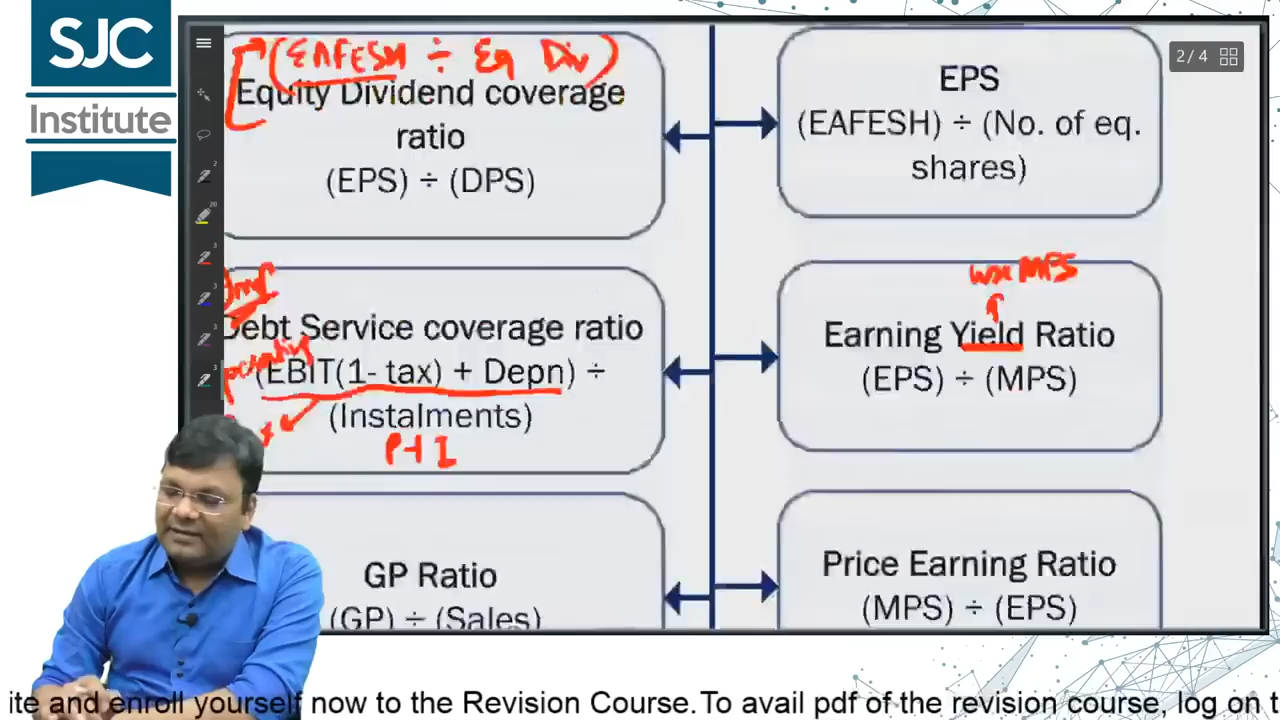 SJC
Institute
2/4
(EAFESH ÷ Eq Div)
Equity Dividend coverage
ratio
(EPS) ÷ (DPS)
EPS
(EAFESH) ÷ (No. of eq.
shares)
Debt Service coverage ratio
(EBIT(1- tax) + Depn) ÷
(Instalments)
P+I
MPS
Earning Yield Ratio
(EPS) ÷ (MPS)
GP Ratio
(GP) ÷ (Sales)
Price Earning Ratio
(MPS) ÷ (EPS)
ite and enroll yourself now to the Revision Course.To avail pdf of the revision course, log on t